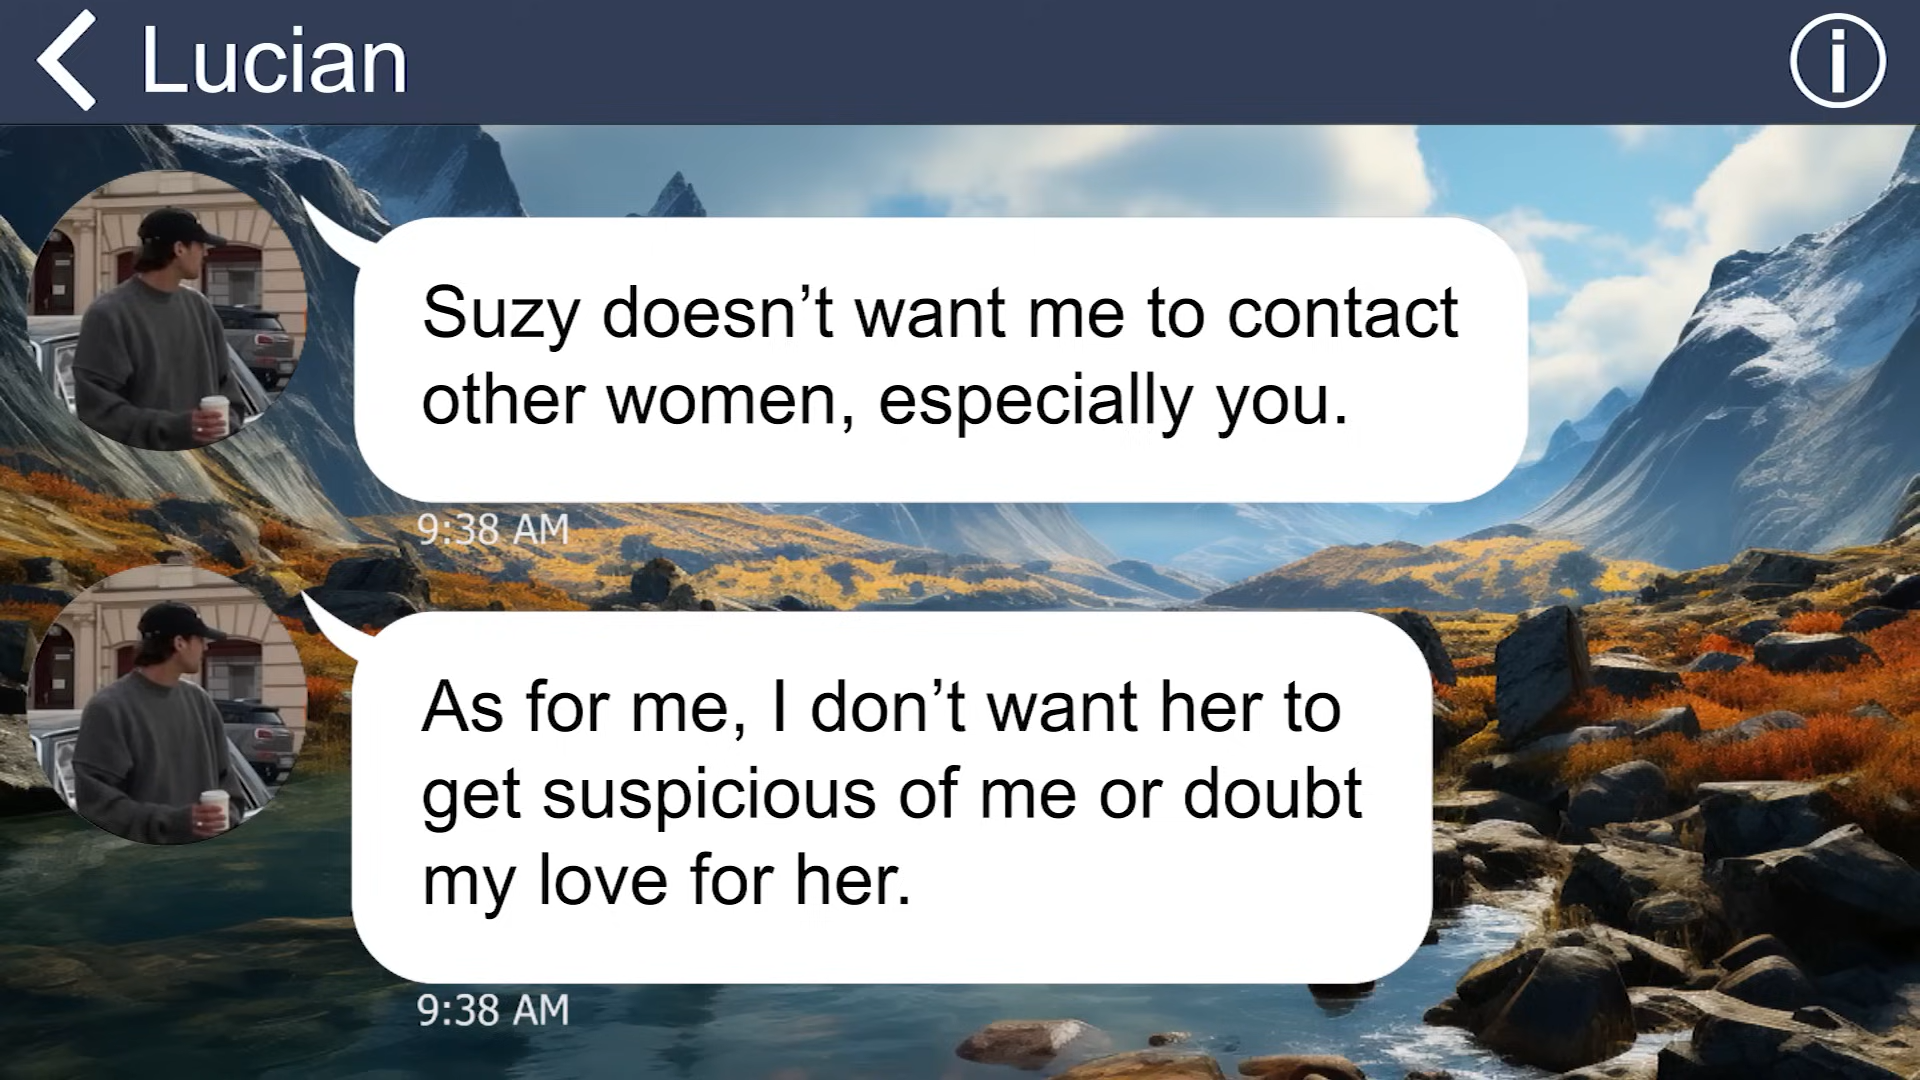 Lucian
Suzy doesn’t want me to contact
other women, especially you.
9:38 AM
As for me, I don’t want her to
get suspicious of me or doubt
my love for her.
9:38 AM